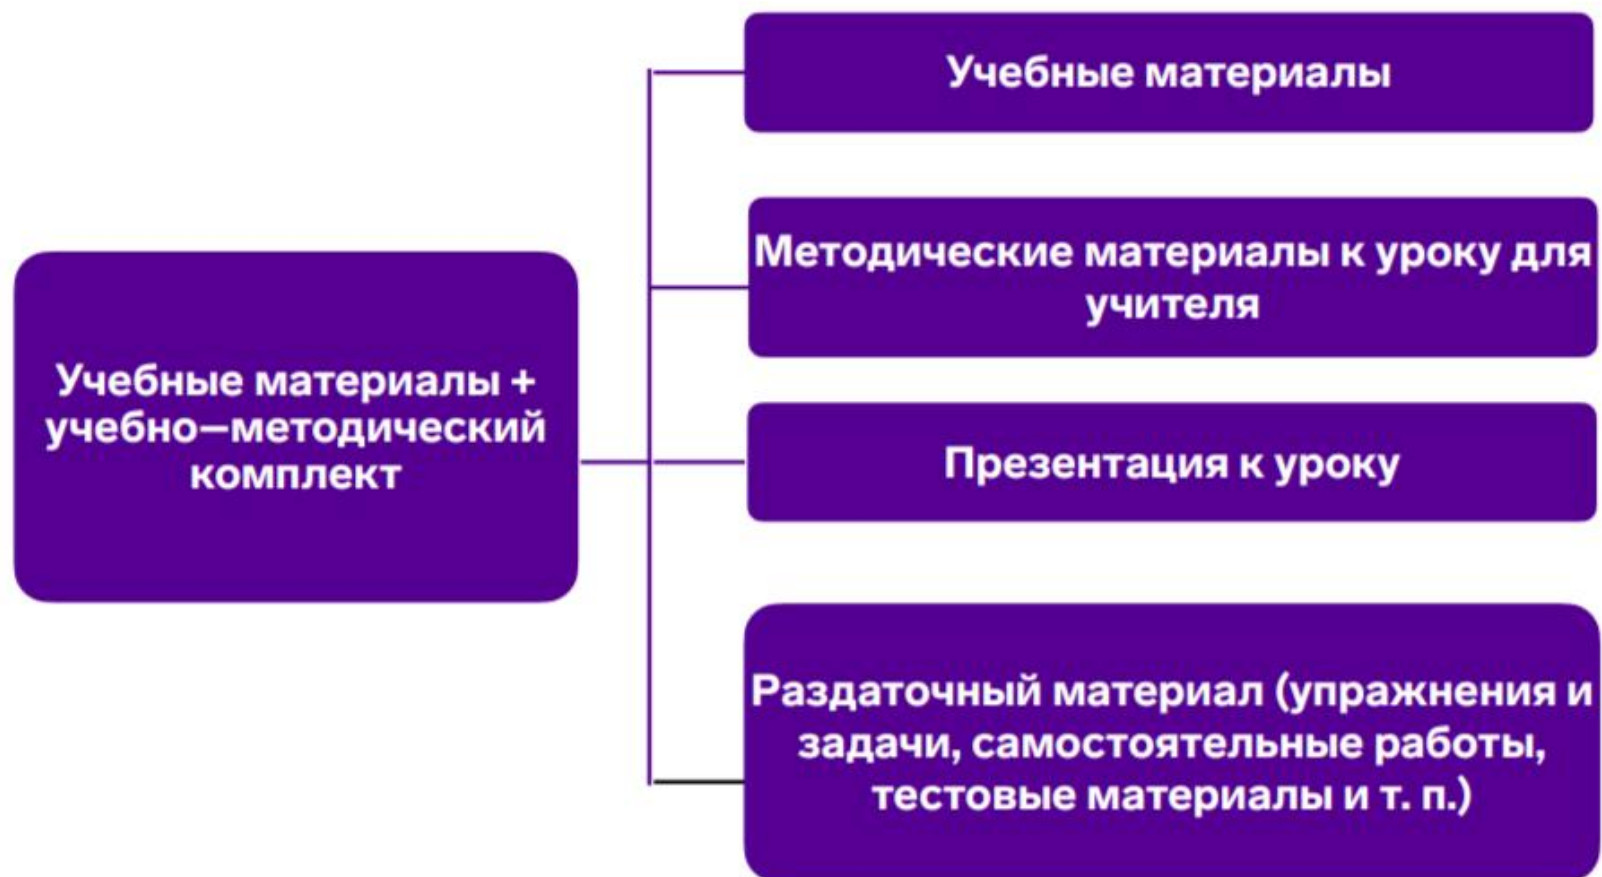 Учебные материалы
Методические материалы к уроку для
учителя
Учебные материалы +
учебно—методический
комплект
Презентация к уроку
Раздаточный материал (упражнения и
задачи, самостоятельные работы,
тестовые материалы и т. п.)